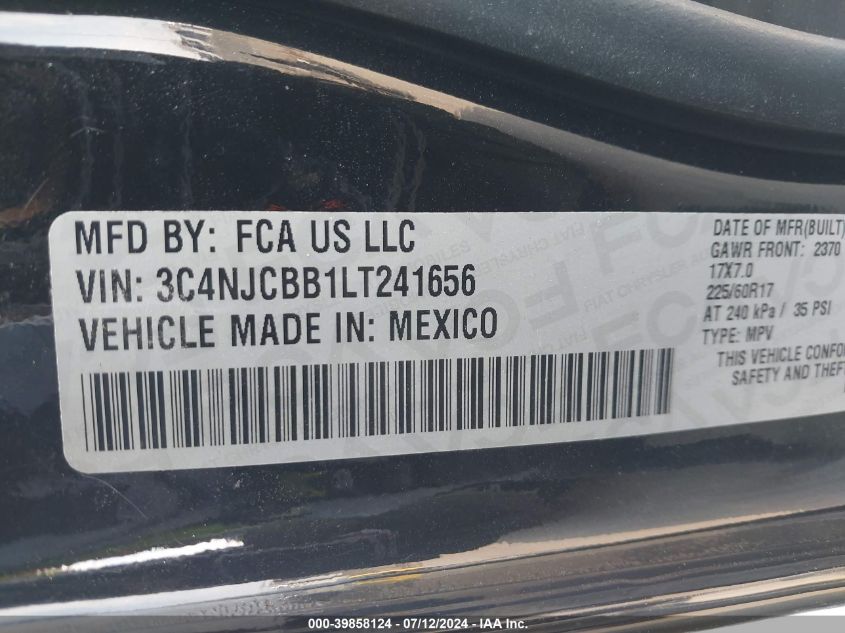 MFD BY: FCA US LLC
VIN: 3C4NJCBB1LT241656
VEHICLE MADE IN: MEXICO
DATE OF MFR(BUILT)
GAWR FRONT: 2370
17X7.0
225/60R17
AT 240 kPa / 35 PSI
TYPE: MPV
THIS VEHICLE
SAFETY AND
000-39858124 - 07/12/2024 - IAA Inc.